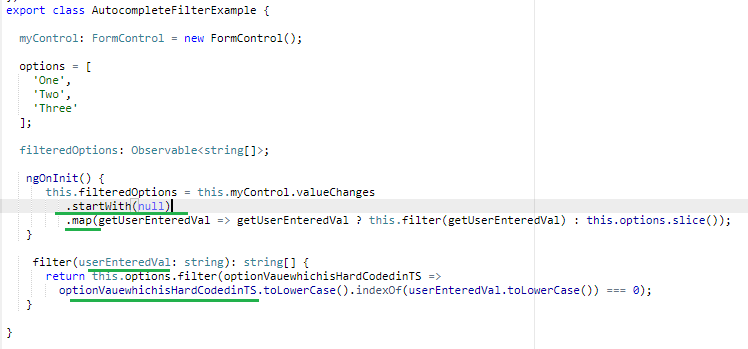 export class AutocompleteFilterExample {
myControl: FormControl = new FormControl();
options = [
'One',
'Two',
'Three'
];
filteredOptions: Observable<string[]>;
ngOnInit() {
this.filteredOptions = this.myControl.valueChanges
.startWith(null)
.map(getUserEnteredVal => getUserEnteredVal ? this.filter(getUserEnteredVal) : this.options.slice());
}
filter(userEnteredVal: string): string[] {
return this.options.filter(optionVauewhichisHardCodedinTS =>
optionVauewhichisHardCodedinTS.toLowerCase().indexOf(userEnteredVal.toLowerCase()) === 0);
}
}